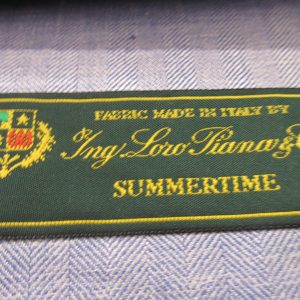 FABRIC MADE IN ITALY BY
Ing Loro Piana &
SUMMERTIME